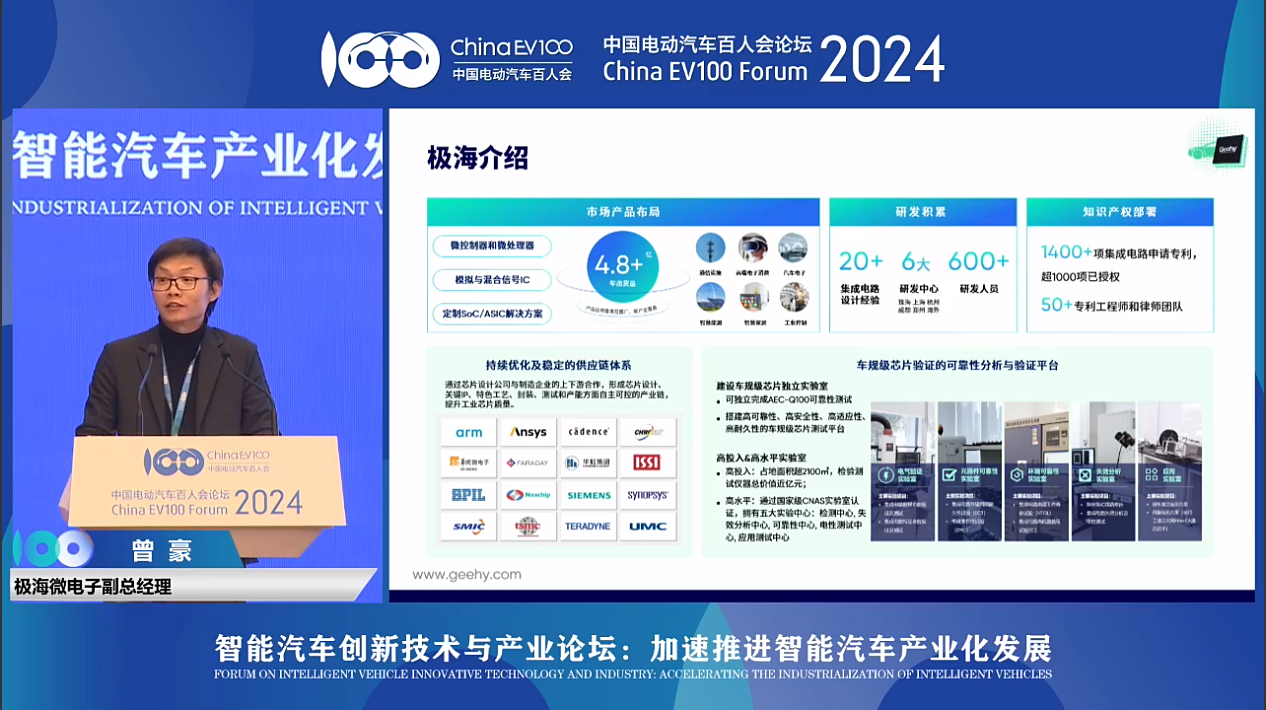 China EV100
中国电动汽车百人会
中国电动汽车百人会论坛
China EV100 Forum
2024
智能汽车产业化发
INDUSTRIALIZATION OF INTELLIGENT V
China EV100
中国电动汽车百人会
中国电动汽车百人会论坛
China EV100 Forum 2024
曾豪
极海微电子副总经理
极海介绍
Geehy
市场产品布局
微控制器和微处理器
模拟与混合信号IC
定制SoC/ASIC解决方案
4.8+亿
年出货量
通信设施
高端电子消费
汽车电子
智慧能源
智慧家居
工业控制
研发积累
20+
集成电路
设计经验
6大
研发中心
珠海 上海 杭州
成都 郑州 海外
600+
研发人员
知识产权部署
1400+项集成电路申请专利，
超1000项已授权
50+专利工程师和律师团队
持续优化及稳定的供应链体系
通过芯片设计公司与制造企业的上下游合作，形成芯片设计、
关键IP、特色工艺、封装、测试和产能方面自主可控的产业链，
提升工业芯片质量。
arm
Ansys
cādence
FARADAY
华虹集团
ISSI
SPIL
Nexchip
SIEMENS
SYNOPSYS
SMIC
tsmc
TERADYNE
UMC
车规级芯片验证的可靠性分析与验证平台
建设车规级芯片独立实验室
• 可独立完成AEC-Q100可靠性测试
• 搭建高可靠性、高安全性、高适应性、
高耐久性的车规级芯片测试平台
高投入&高水平实验室
• 高投入：占地面积超2100㎡，检验测
试仪器总价值近亿元；
• 高水平：通过国家级CNAS实验室认
证，拥有五大实验中心：检测中心, 失
效分析中心, 可靠性中心, 电性测试中
心, 应用测试中心
电气验证
实验室
元器件可靠性
实验室
环境可靠性
实验室
失效分析
实验室
应用
实验室
www.geehy.com
智能汽车创新技术与产业论坛：加速推进智能汽车产业化发展
FORUM ON INTELLIGENT VEHICLE INNOVATIVE TECHNOLOGY AND INDUSTRY: ACCELERATING THE INDUSTRIALIZATION OF INTELLIGENT VEHICLES